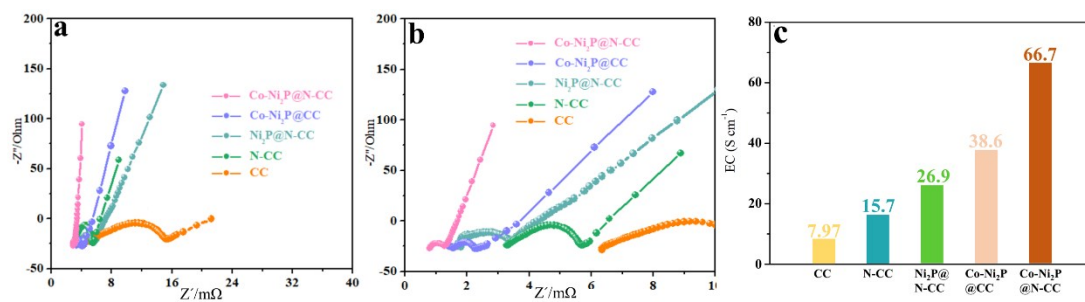 a
200
150
100
50
0
-50
-Z''/Ohm
0 8 16 24 32 40
Z´/mΩ
Co-Ni₂P@N-CC
Co-Ni₂P@CC
Ni₂P@N-CC
N-CC
CC
b
200
150
100
50
0
-50
-Z''/Ohm
0 2 4 6 8 10
Z´/mΩ
Co-Ni₂P@N-CC
Co-Ni₂P@CC
Ni₂P@N-CC
N-CC
CC
c
80
60
40
20
0
EC (S cm⁻¹)
7.97
15.7
26.9
38.6
66.7
CC
N-CC
Ni₂P@
N-CC
Co-Ni₂P
@CC
Co-Ni₂P
@N-CC